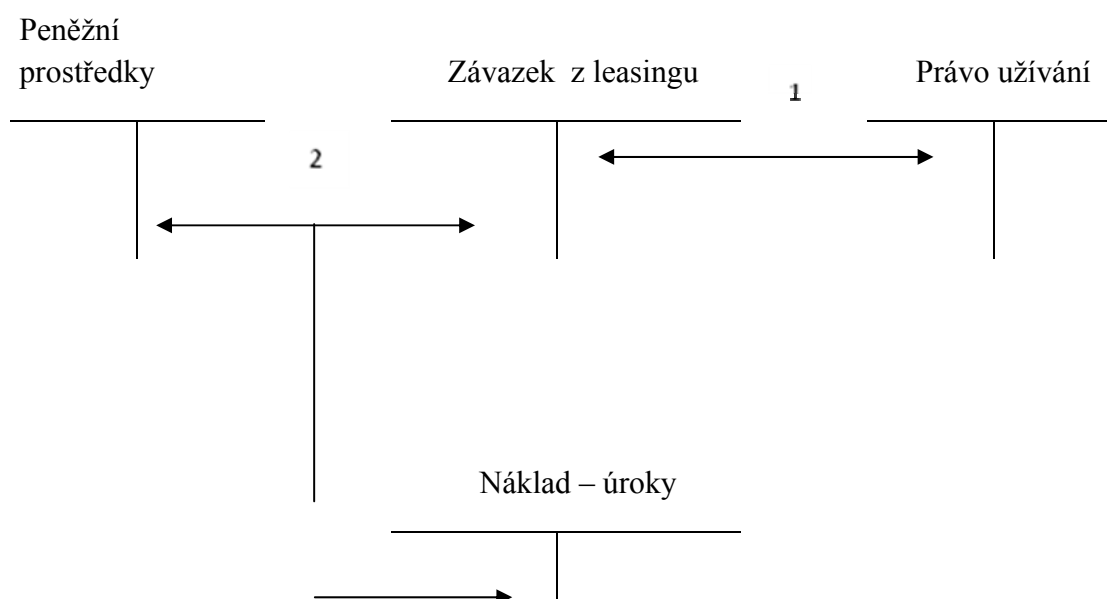 Peněžní
prostředky
Závazek z leasingu
Právo užívání
1
2
Náklad – úroky